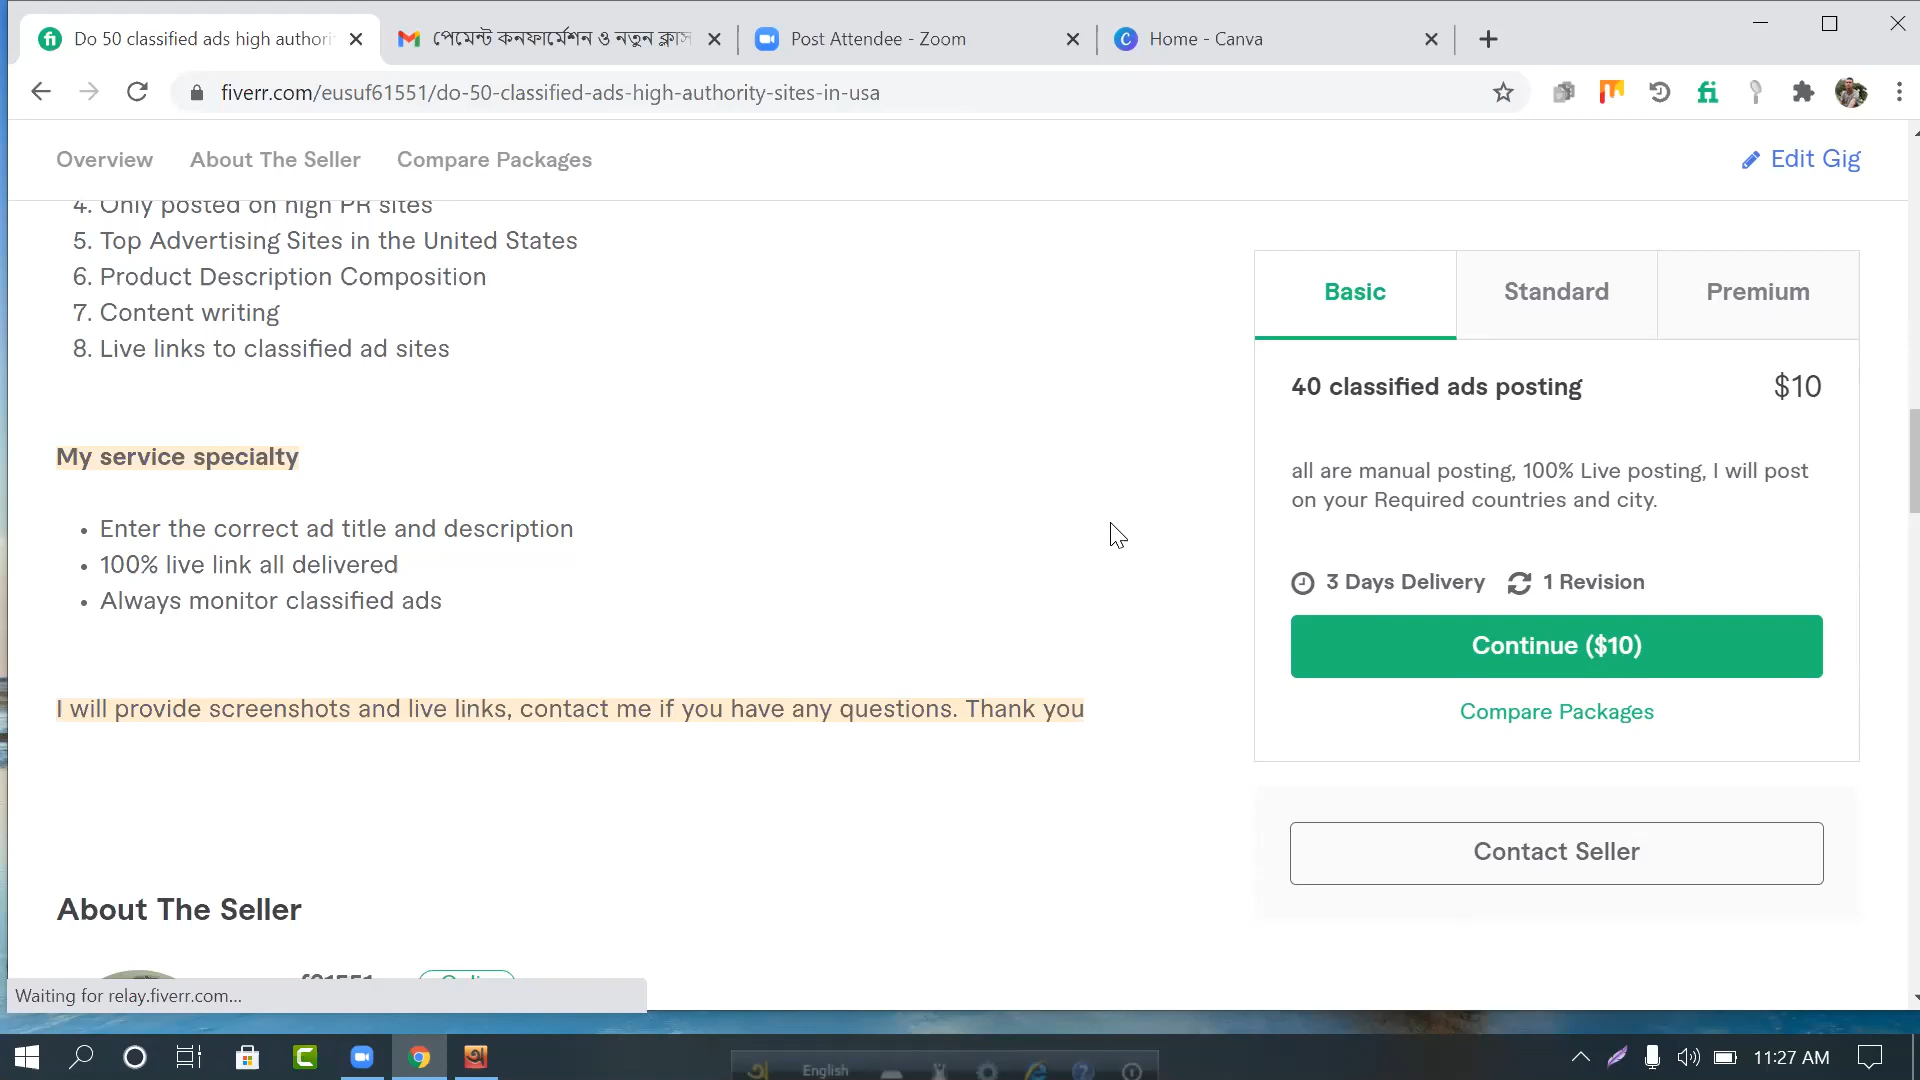 Do 50 classified ads high authori
পেমেন্ট কনফার্মেশন ও নতুন ক্লাস
Post Attendee - Zoom
Home - Canva
fiverr.com/eusuf61551/do-50-classified-ads-high-authority-sites-in-usa
Overview
About The Seller
Compare Packages
Edit Gig
4. Only posted on high PR sites
5. Top Advertising Sites in the United States
6. Product Description Composition
7. Content writing
8. Live links to classified ad sites
My service specialty
• Enter the correct ad title and description
• 100% live link all delivered
• Always monitor classified ads
I will provide screenshots and live links, contact me if you have any questions. Thank you
About The Seller
Basic
Standard
Premium
40 classified ads posting
$10
all are manual posting, 100% Live posting, I will post
on your Required countries and city.
3 Days Delivery
1 Revision
Continue ($10)
Compare Packages
Contact Seller
Waiting for relay.fiverr.com...
English
11:27 AM